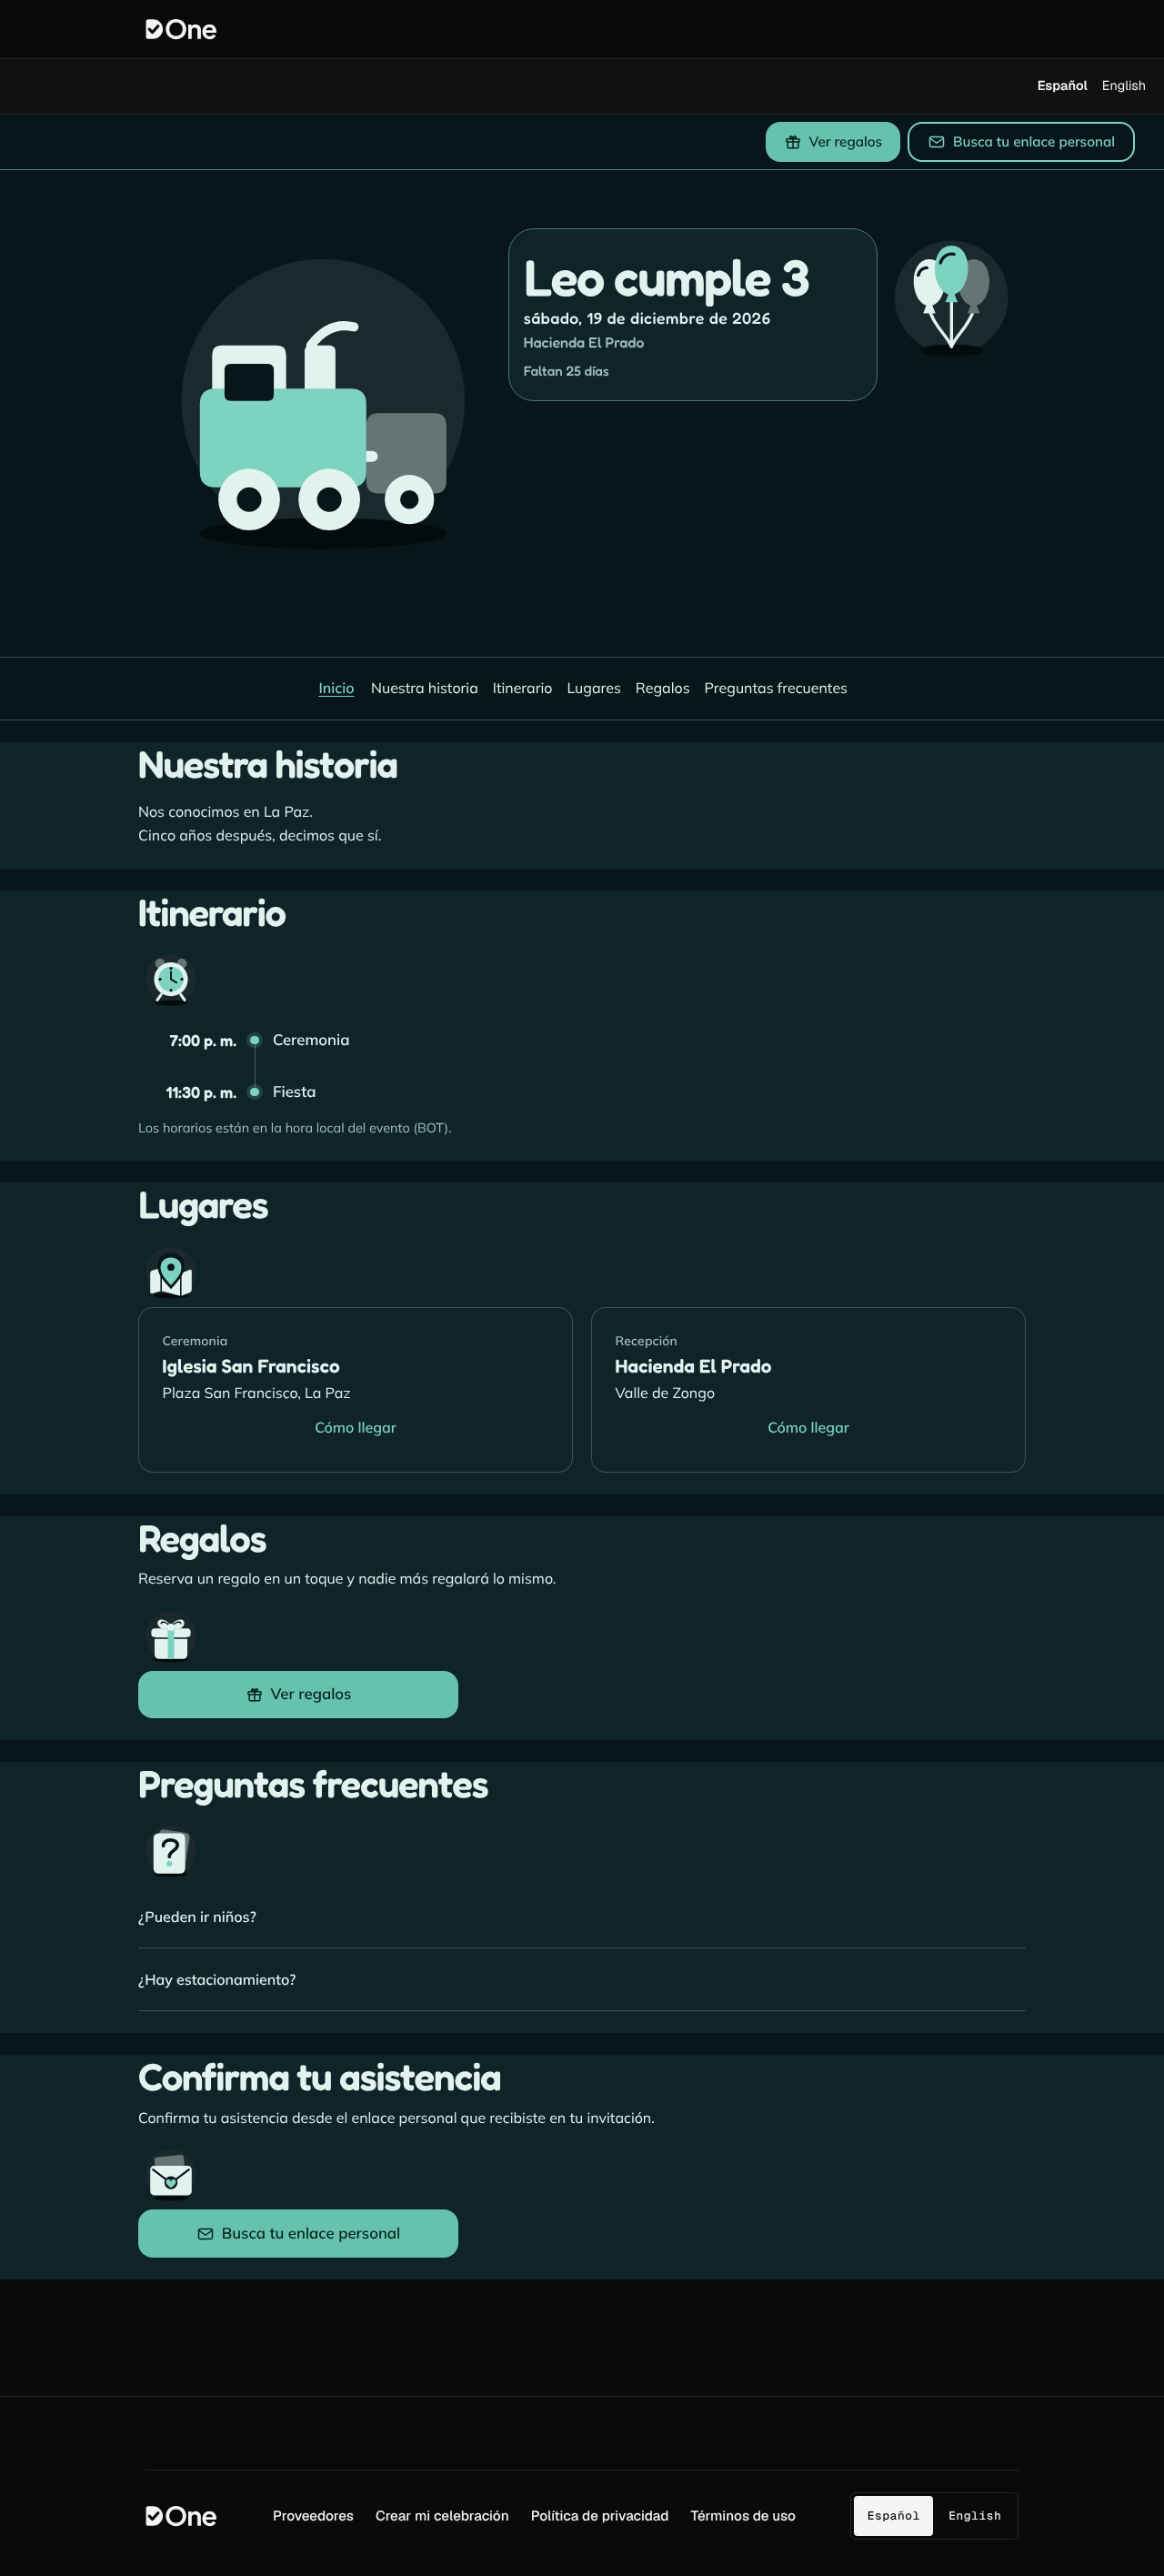 One
Español English
Ver regalos Busca tu enlace personal
Leo cumple 3
sábado, 19 de diciembre de 2026
Hacienda El Prado
Faltan 25 días
Inicio Nuestra historia Itinerario Lugares Regalos Preguntas frecuentes
Nuestra historia
Nos conocimos en La Paz.
Cinco años después, decimos que sí.
Itinerario
7:00 p. m. Ceremonia
11:30 p. m. Fiesta
Los horarios están en la hora local del evento (BOT).
Lugares
Ceremonia
Iglesia San Francisco
Plaza San Francisco, La Paz
Cómo llegar
Recepción
Hacienda El Prado
Valle de Zongo
Cómo llegar
Regalos
Reserva un regalo en un toque y nadie más regalará lo mismo.
Ver regalos
Preguntas frecuentes
?
¿Pueden ir niños?
¿Hay estacionamiento?
Confirma tu asistencia
Confirma tu asistencia desde el enlace personal que recibiste en tu invitación.
Busca tu enlace personal
One Proveedores Crear mi celebración Política de privacidad Términos de uso Español English